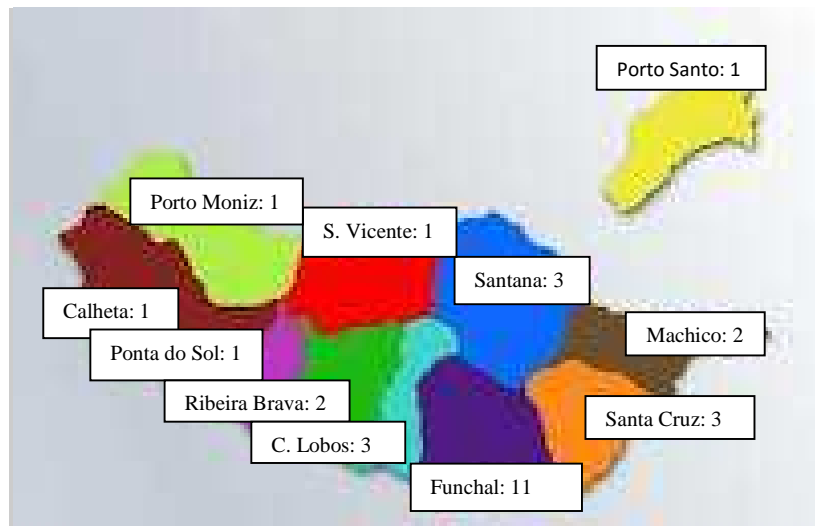 Porto Santo: 1
Porto Moniz: 1
S. Vicente: 1
Santana: 3
Calheta: 1
Machico: 2
Ponta do Sol: 1
Ribeira Brava: 2
Santa Cruz: 3
C. Lobos: 3
Funchal: 11